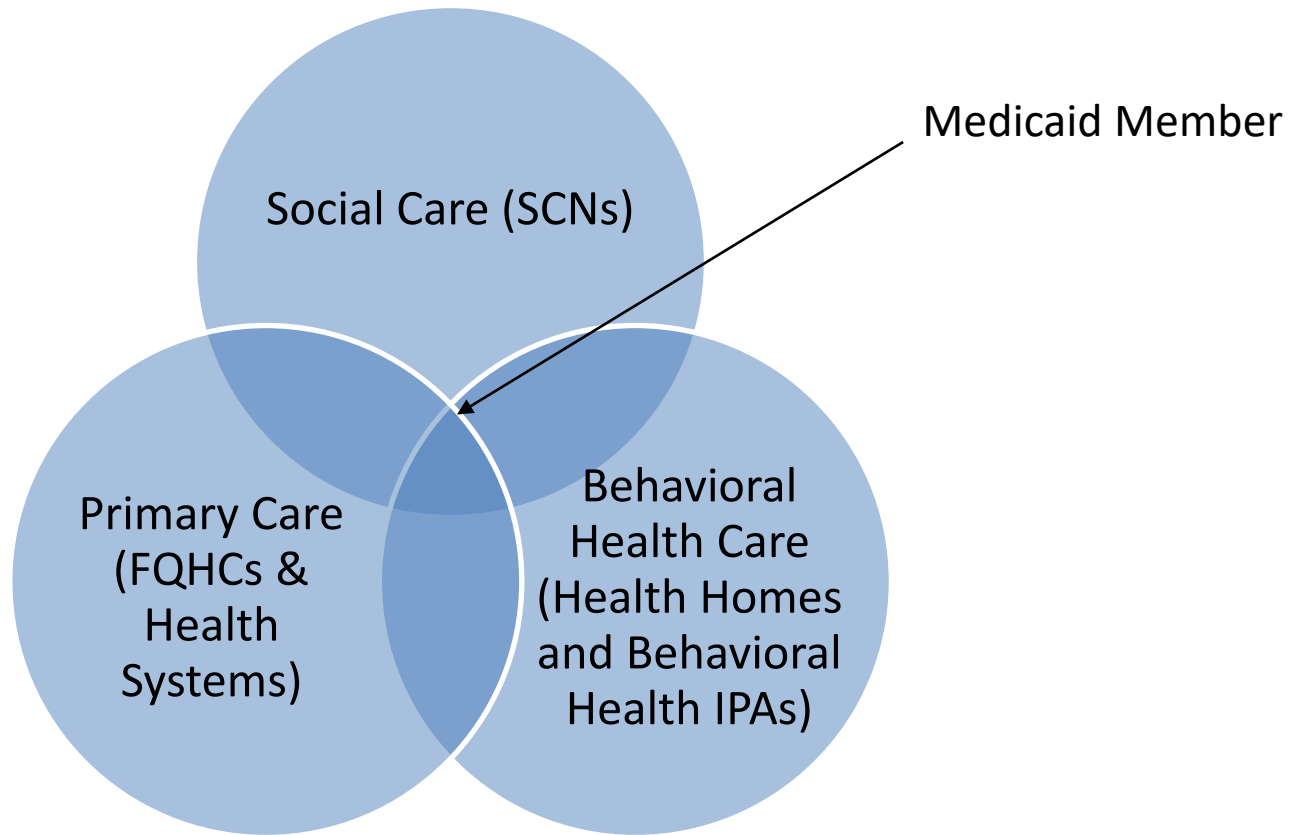 Medicaid Member
Social Care (SCNs)
Primary Care
(FQHCs &
Health
Systems)
Behavioral
Health Care
(Health Homes
and Behavioral
Health IPAs)